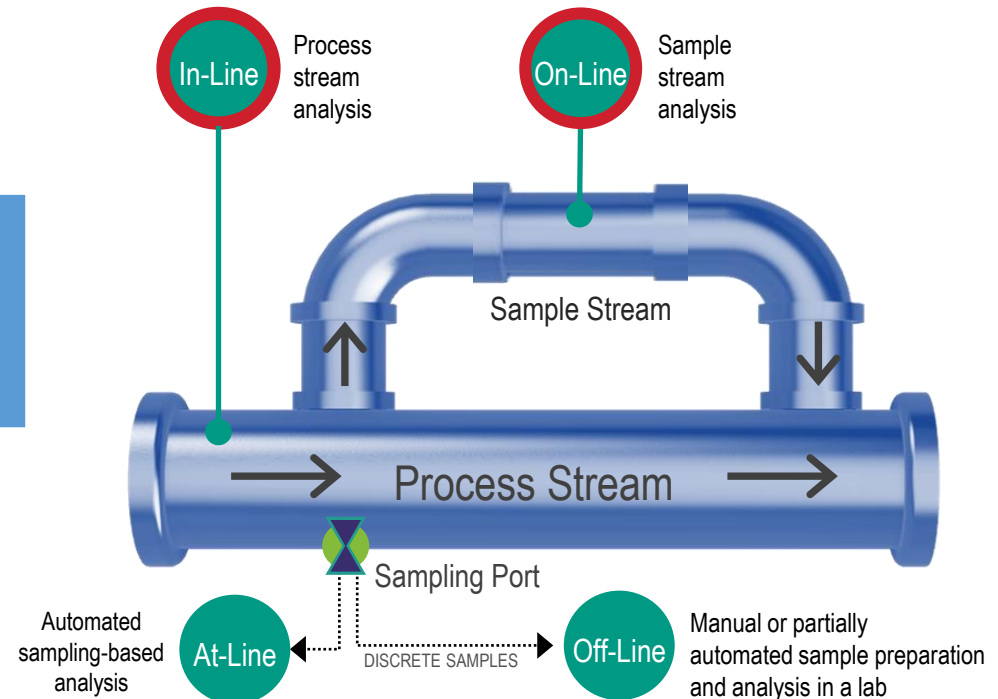 In-Line
Process
stream
analysis
On-Line
Sample
stream
analysis
Sample Stream
Process Stream
Sampling Port
Automated
sampling-based
analysis
At-Line
DISCRETE SAMPLES
Off-Line
Manual or partially
automated sample preparation
and analysis in a lab